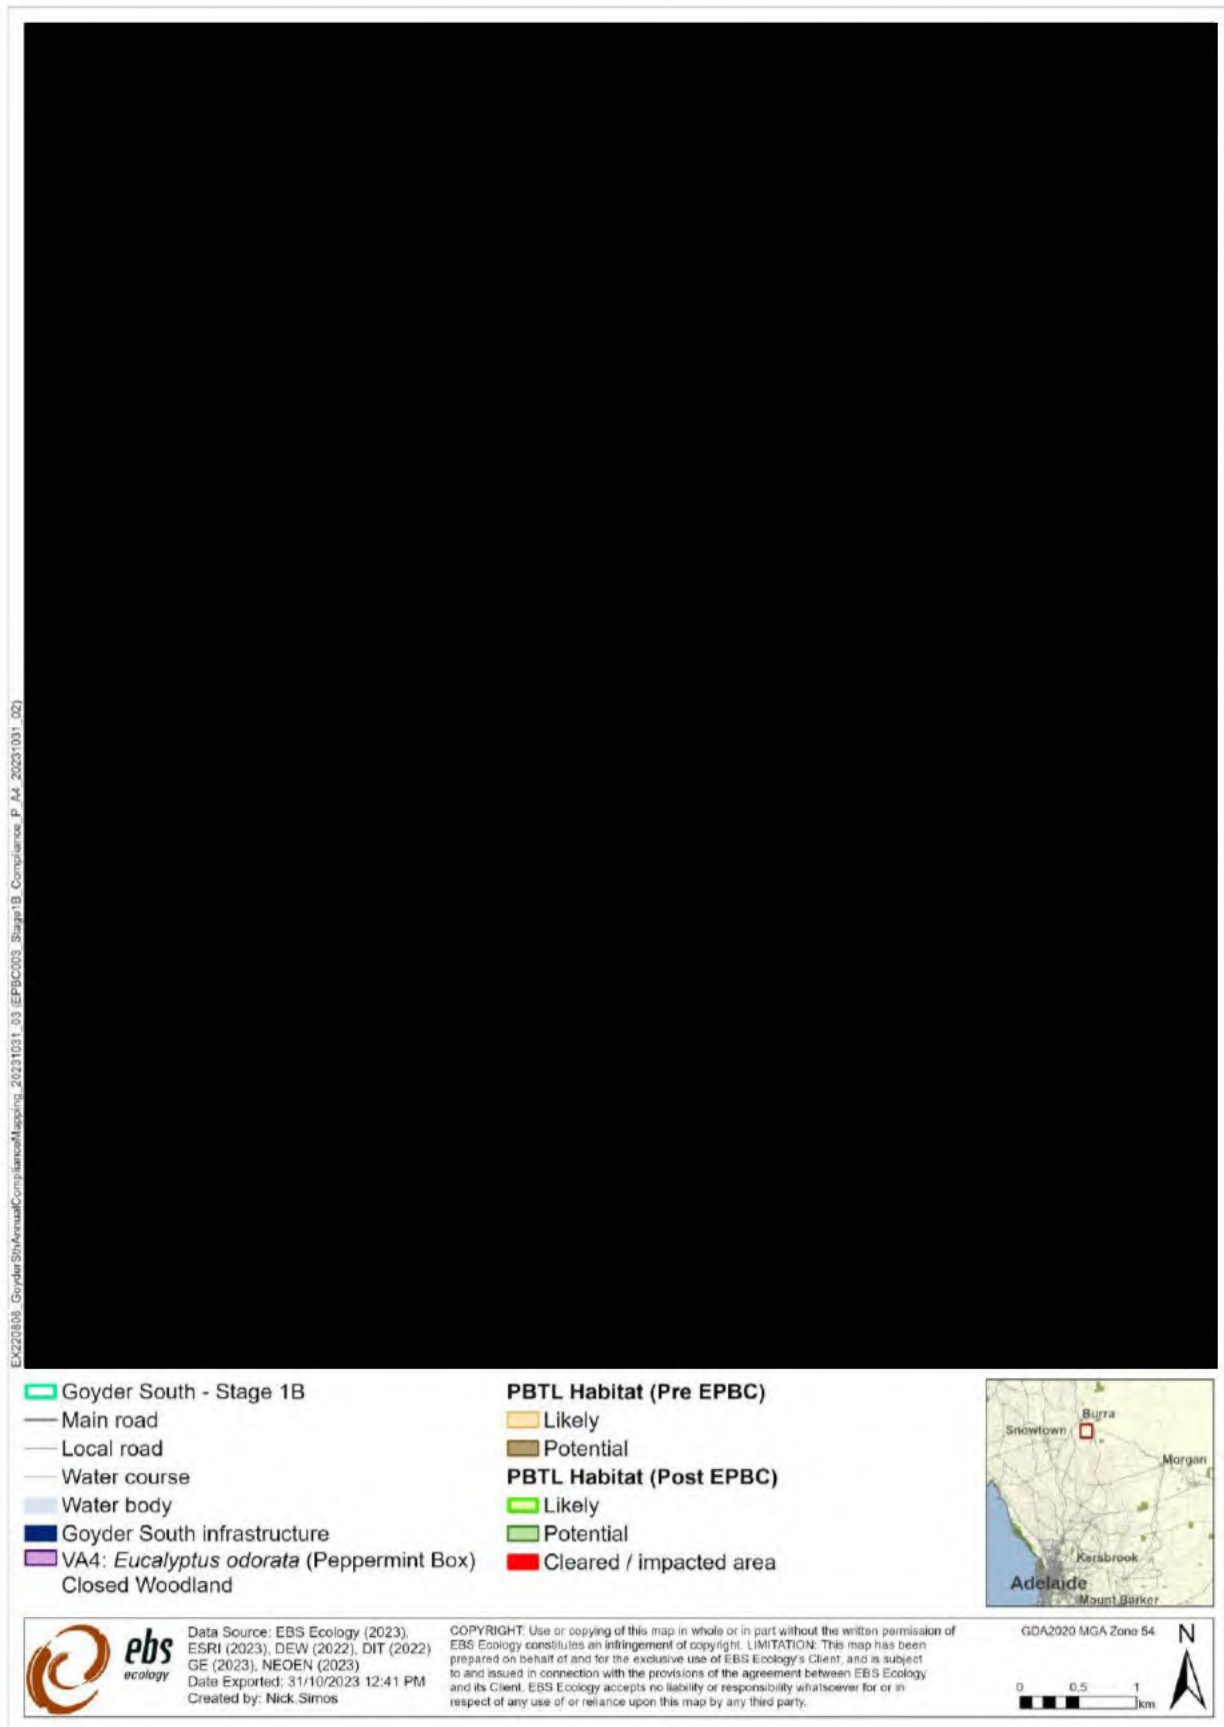 EX220808_GoyderSthAnnualComplianceMapping_20231031_03 (EPBC003_Stage1B_Compliance_P_A4_20231031_02)
Goyder South - Stage 1B
Main road
Local road
Water course
Water body
Goyder South infrastructure
VA4: Eucalyptus odorata (Peppermint Box)
Closed Woodland
PBTL Habitat (Pre EPBC)
Likely
Potential
PBTL Habitat (Post EPBC)
Likely
Potential
Cleared / impacted area
Burra
Snowtown
Morgan
Kersbrook
Adelaide
Mount Barker
ebs
ecology
Data Source: EBS Ecology (2023),
ESRI (2023), DEW (2022), DIT (2022)
GE (2023), NEOEN (2023)
Date Exported: 31/10/2023 12:41 PM
Created by: Nick.Simos
COPYRIGHT: Use or copying of this map in whole or in part without the written permission of
EBS Ecology constitutes an infringement of copyright. LIMITATION: This map has been
prepared on behalf of and for the exclusive use of EBS Ecology's Client, and is subject
to and issued in connection with the provisions of the agreement between EBS Ecology
and its Client. EBS Ecology accepts no liability or responsibility whatsoever for or in
respect of any use of or reliance upon this map by any third party.
GDA2020 MGA Zone 54
N
0 0.5 1
km